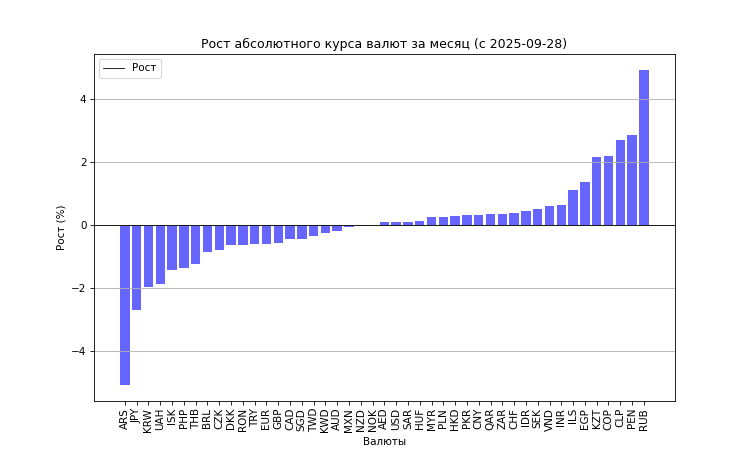 Рост абсолютного курса валют за месяц (с 2025-09-28)
Рост
4
2
0
−2
−4
Рост (%)
ARS JPY KRW UAH ISK PHP THB BRL CZK DKK RON TRY EUR GBP CAD SGD TWD KWD AUD MXN NZD NOK AED USD SAR HUF MYR PLN HKD PKR CNY QAR ZAR CHF IDR SEK VND INR ILS EGP KZT COP CLP PEN RUB
Валюты